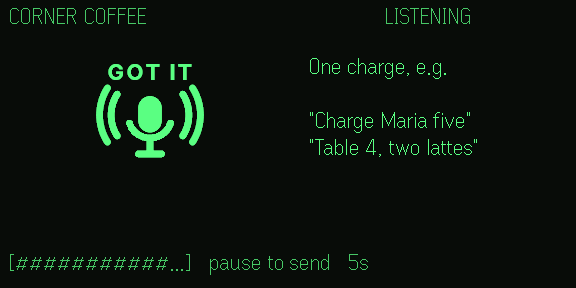 CORNER COFFEE
LISTENING
GOT IT
One charge, e.g.
"Charge Maria five"
"Table 4, two lattes"
[###########...] pause to send 5s